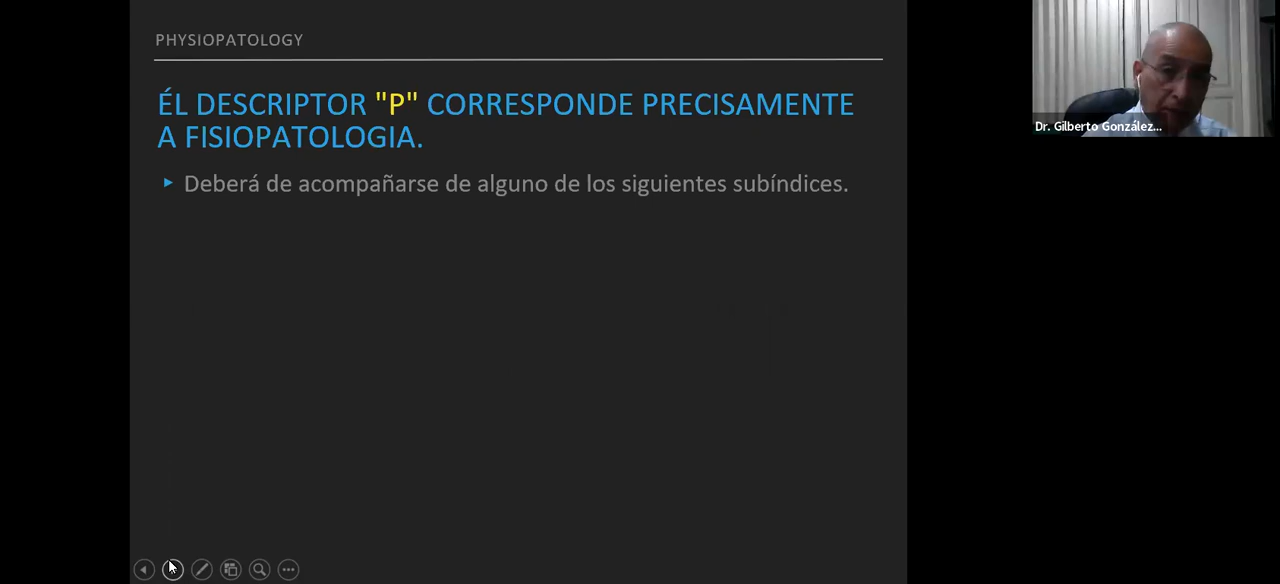 PHYSIOPATOLOGY
ÉL DESCRIPTOR "P" CORRESPONDE PRECISAMENTE
A FISIOPATOLOGIA.
Deberá de acompañarse de alguno de los siguientes subíndices.
Dr. Gilberto González...